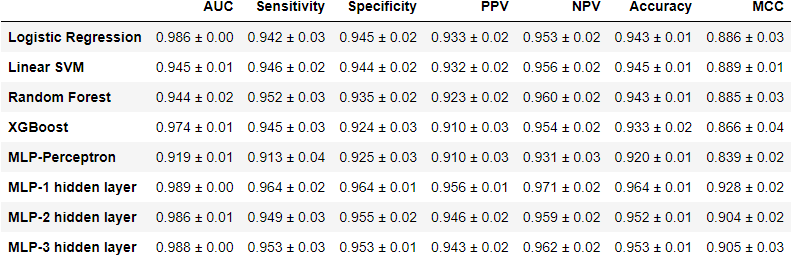 AUC Sensitivity Specificity PPV NPV Accuracy MCC
Logistic Regression 0.986 ± 0.00 0.942 ± 0.03 0.945 ± 0.02 0.933 ± 0.02 0.953 ± 0.02 0.943 ± 0.01 0.886 ± 0.03
Linear SVM 0.945 ± 0.01 0.946 ± 0.02 0.944 ± 0.02 0.932 ± 0.02 0.956 ± 0.02 0.945 ± 0.01 0.889 ± 0.01
Random Forest 0.944 ± 0.02 0.952 ± 0.03 0.935 ± 0.02 0.923 ± 0.02 0.960 ± 0.02 0.943 ± 0.01 0.885 ± 0.03
XGBoost 0.974 ± 0.01 0.945 ± 0.03 0.924 ± 0.03 0.910 ± 0.03 0.954 ± 0.02 0.933 ± 0.02 0.866 ± 0.04
MLP-Perceptron 0.919 ± 0.01 0.913 ± 0.04 0.925 ± 0.03 0.910 ± 0.03 0.931 ± 0.03 0.920 ± 0.01 0.839 ± 0.02
MLP-1 hidden layer 0.989 ± 0.00 0.964 ± 0.02 0.964 ± 0.01 0.956 ± 0.01 0.971 ± 0.02 0.964 ± 0.01 0.928 ± 0.02
MLP-2 hidden layer 0.986 ± 0.01 0.949 ± 0.03 0.955 ± 0.02 0.946 ± 0.02 0.959 ± 0.02 0.952 ± 0.01 0.904 ± 0.02
MLP-3 hidden layer 0.988 ± 0.00 0.953 ± 0.03 0.953 ± 0.01 0.943 ± 0.02 0.962 ± 0.02 0.953 ± 0.01 0.905 ± 0.03